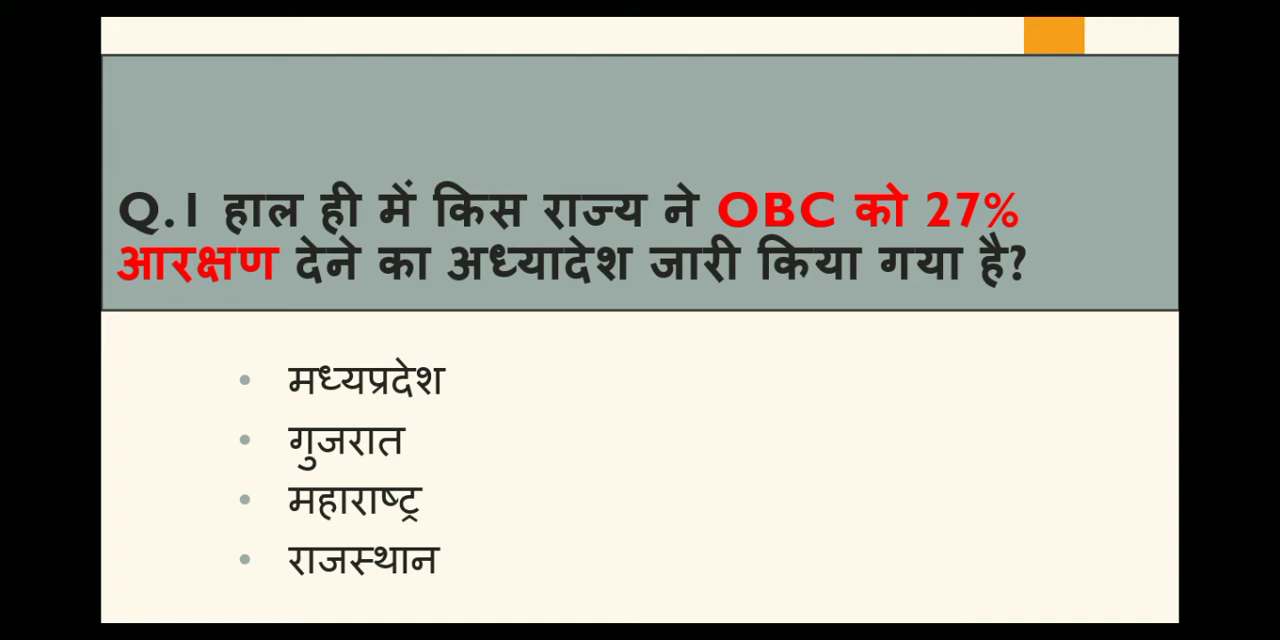 Q.1 हाल ही में किस राज्य ने OBC को 27%
आरक्षण देने का अध्यादेश जारी किया गया है?
• मध्यप्रदेश
• गुजरात
• महाराष्ट्र
• राजस्थान